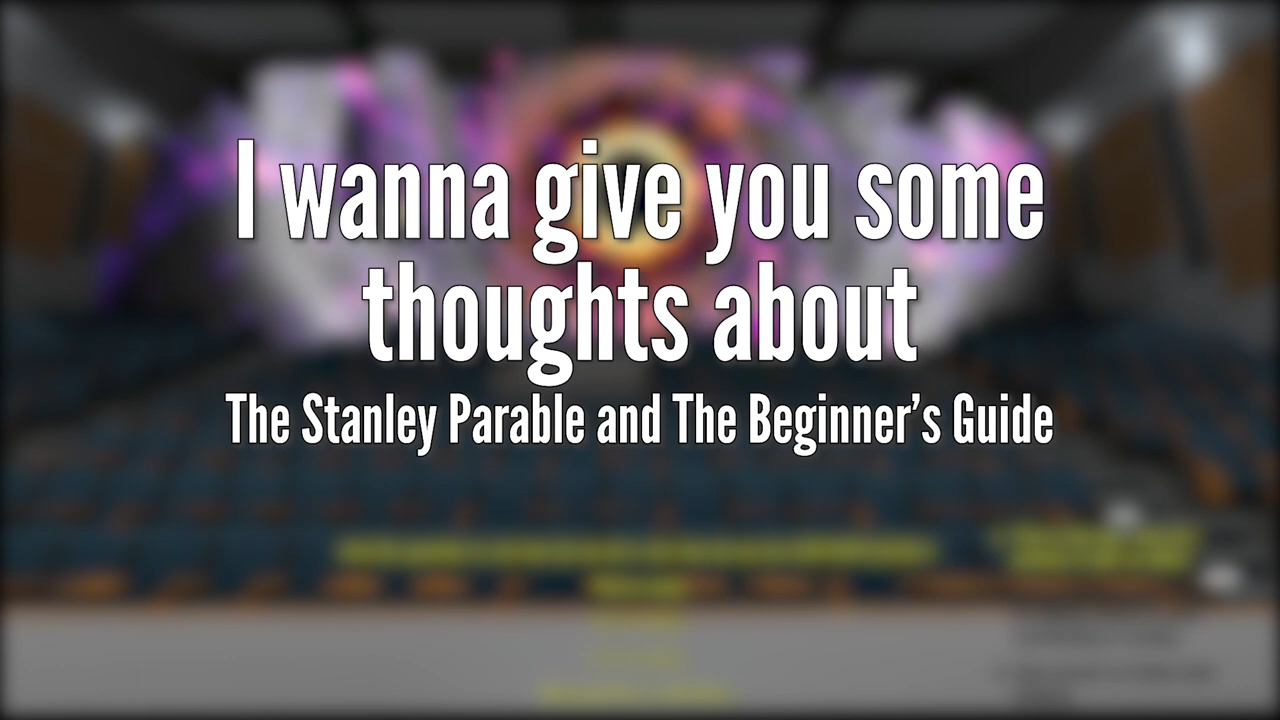 I wanna give you some
thoughts about
The Stanley Parable and The Beginner's Guide